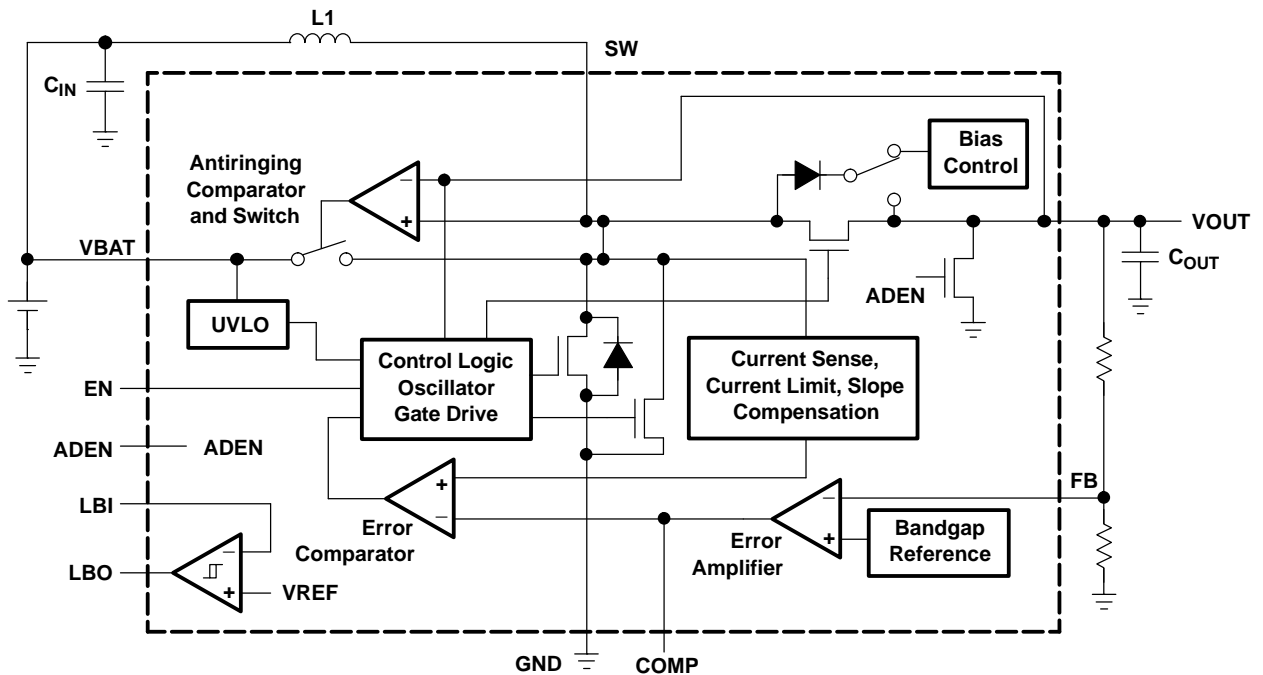 L1
SW
CIN
Antiringing
Comparator
and Switch
Bias
Control
VBAT
VOUT
COUT
ADEN
UVLO
Control Logic
Oscillator
Gate Drive
Current Sense,
Current Limit, Slope
Compensation
EN
ADEN
ADEN
LBI
FB
Error
Comparator
Error
Amplifier
Bandgap
Reference
LBO
VREF
GND
COMP
−
+
+
−
−
+
−
+